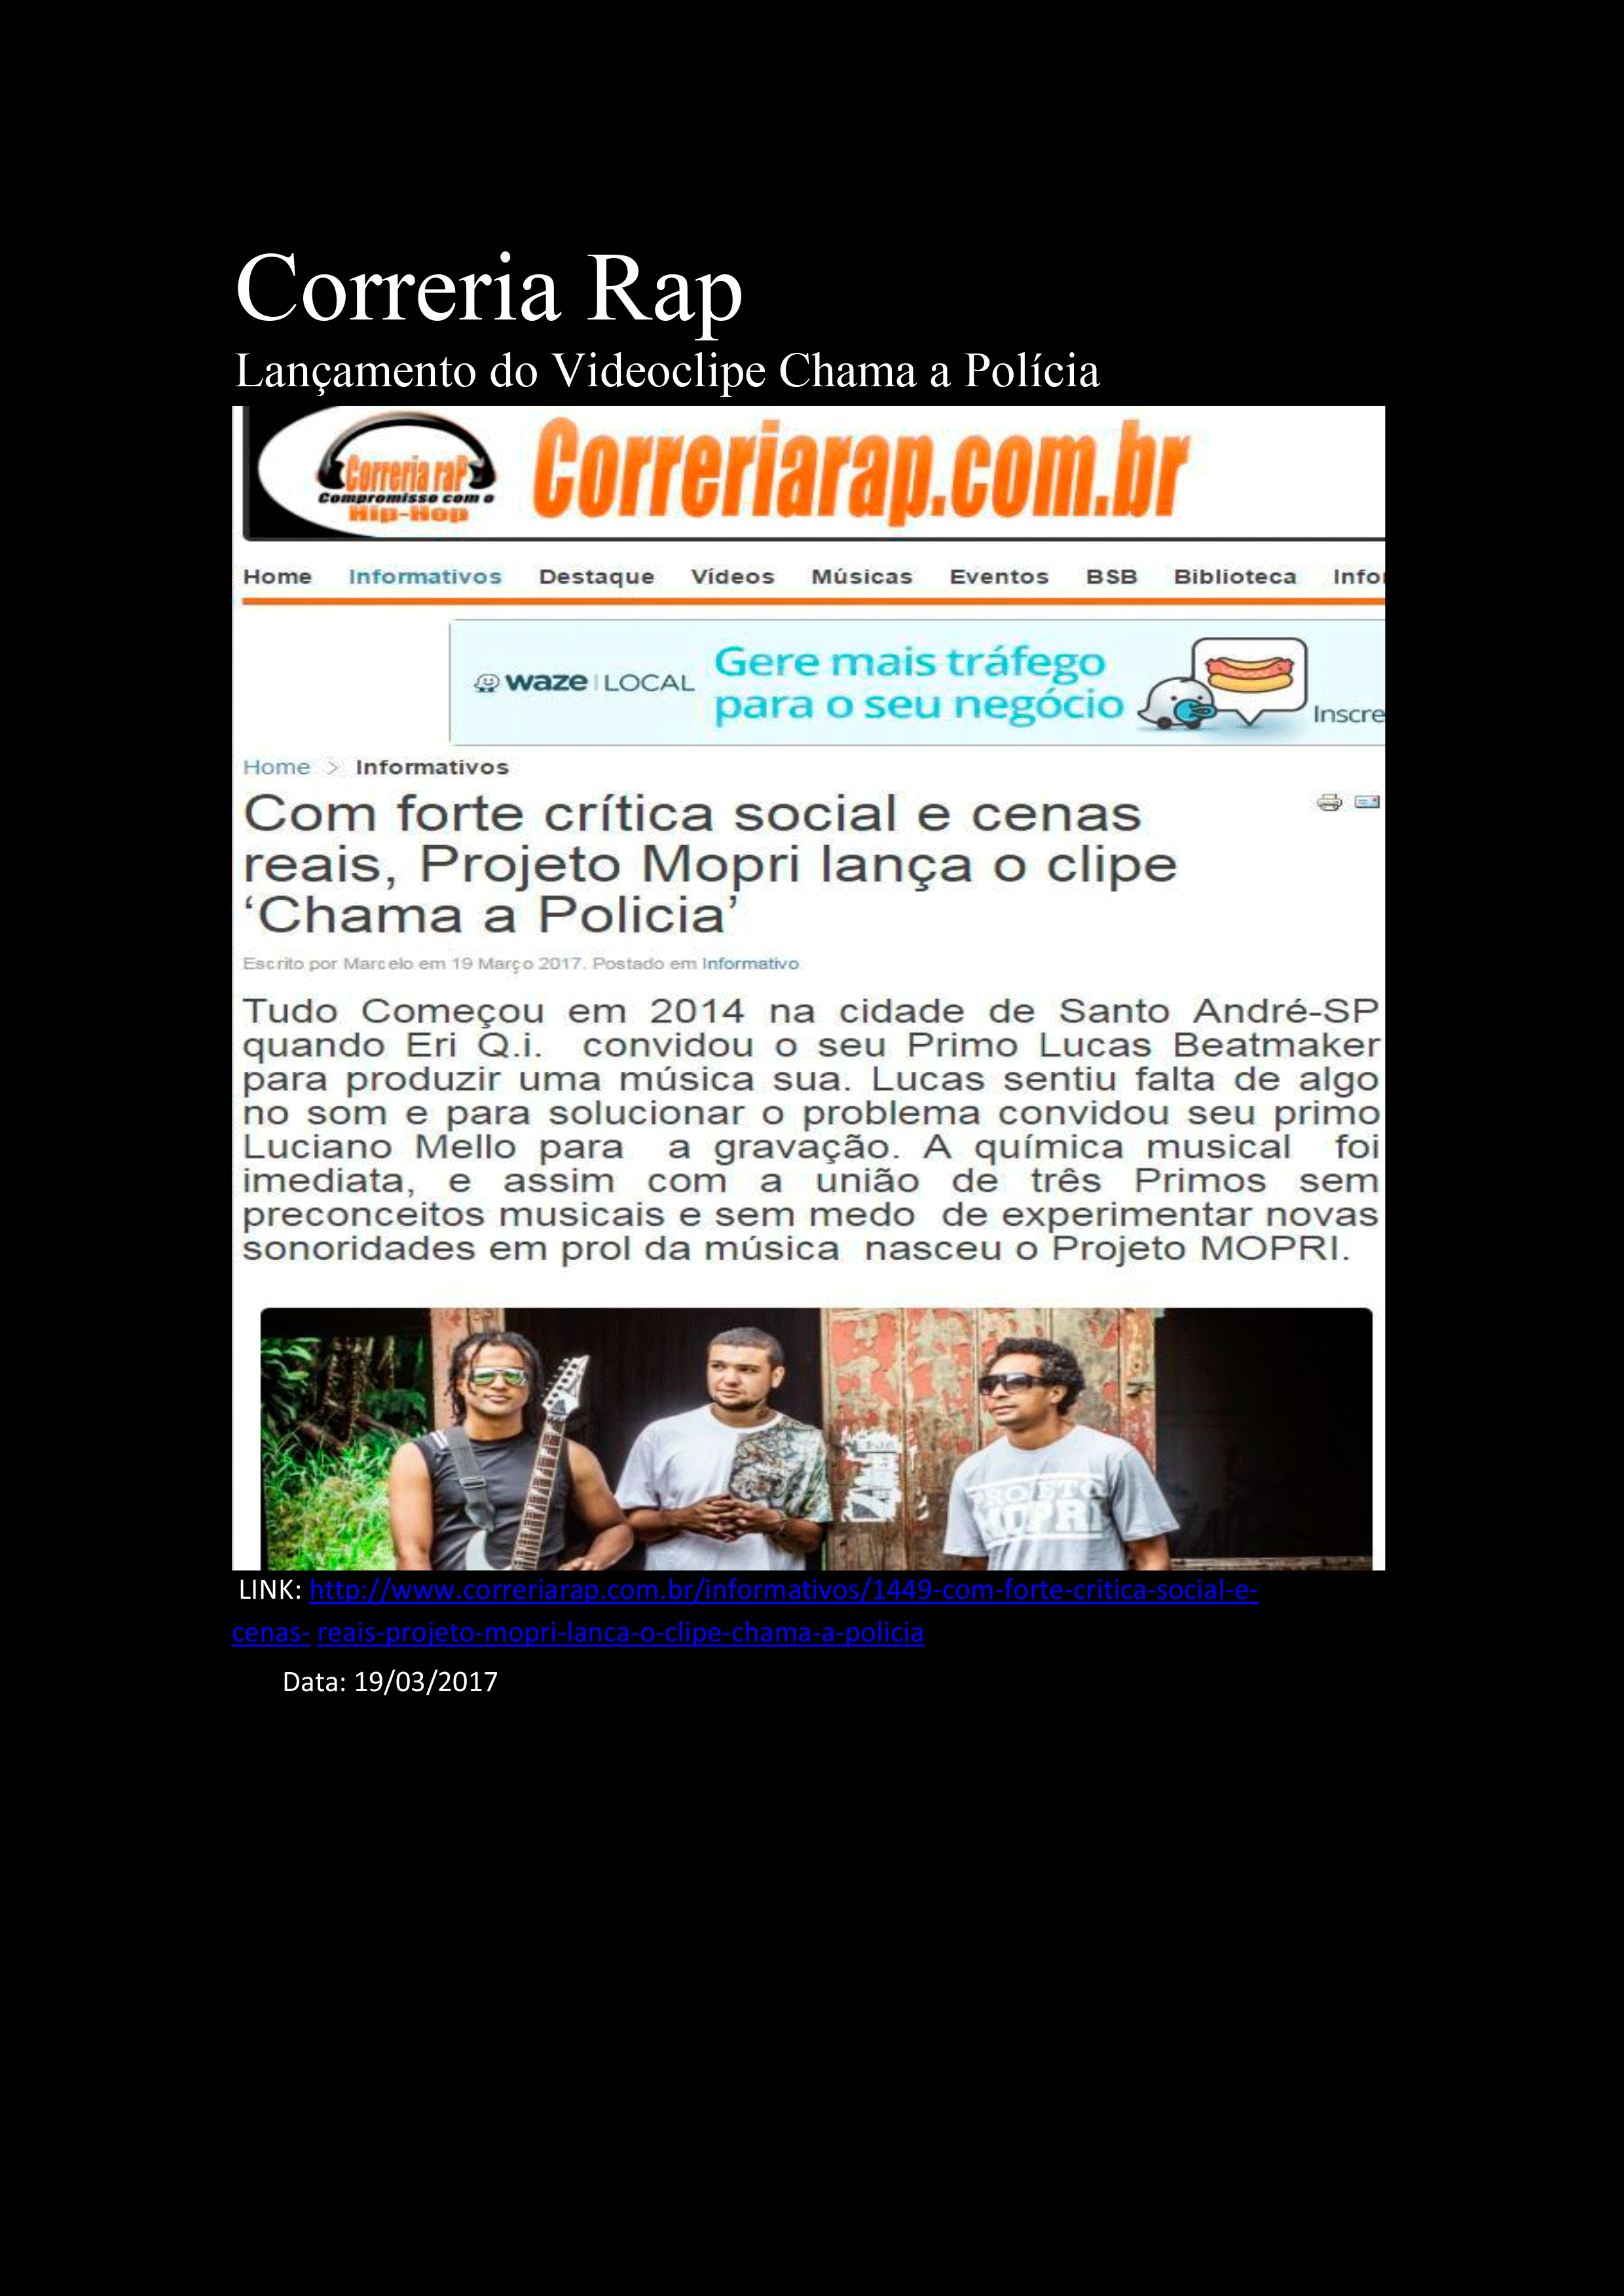 Correria Rap
Lançamento do Videoclipe Chama a Polícia
Correria raP
Compromisso com o
Hip-Hop
Correriarap.com.br
Home Informativos Destaque Vídeos Músicas Eventos BSB Biblioteca Infor
waze LOCAL
Gere mais tráfego
para o seu negócio
Inscre
Home > Informativos
Com forte crítica social e cenas
reais, Projeto Mopri lança o clipe
‘Chama a Policia’
Escrito por Marcelo em 19 Março 2017. Postado em Informativo
Tudo Começou em 2014 na cidade de Santo André-SP
quando Eri Q.i. convidou o seu Primo Lucas Beatmaker
para produzir uma música sua. Lucas sentiu falta de algo
no som e para solucionar o problema convidou seu primo
Luciano Mello para a gravação. A química musical foi
imediata, e assim com a união de três Primos sem
preconceitos musicais e sem medo de experimentar novas
sonoridades em prol da música nasceu o Projeto MOPRI.
PROJETO
MOPRI
LINK: http://www.correriarap.com.br/informativos/1449-com-forte-critica-social-e-
cenas- reais-projeto-mopri-lanca-o-clipe-chama-a-policia
Data: 19/03/2017